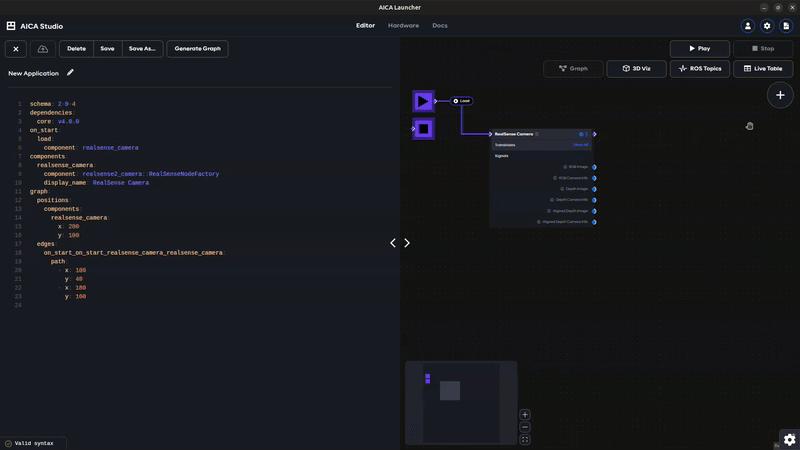 AICA Launcher
AICA Studio
Editor
Hardware
Docs
Delete
Save
Save As...
Generate Graph
Play
Stop
Graph
3D Viz
ROS Topics
Live Table
New Application
1 schema: 2-0-4
2 dependencies:
3 core: v4.0.0
4 on_start:
5 load:
6 component: realsense_camera
7 components:
8 realsense_camera:
9 component: realsense2_camera::RealSenseNodeFactory
10 display_name: RealSense Camera
11 graph:
12 positions:
13 components:
14 realsense_camera:
15 x: 200
16 y: 100
17 edges:
18 on_start_on_start_realsense_camera_realsense_camera:
19 path:
20 - x: 180
21 y: 40
22 - x: 180
23 y: 100
24
Load
RealSense Camera
Transitions
Signals
RGB Image
RGB Camera Info
Depth Image
Depth Camera Info
Aligned Depth Image
Aligned Depth Camera Info
Valid syntax